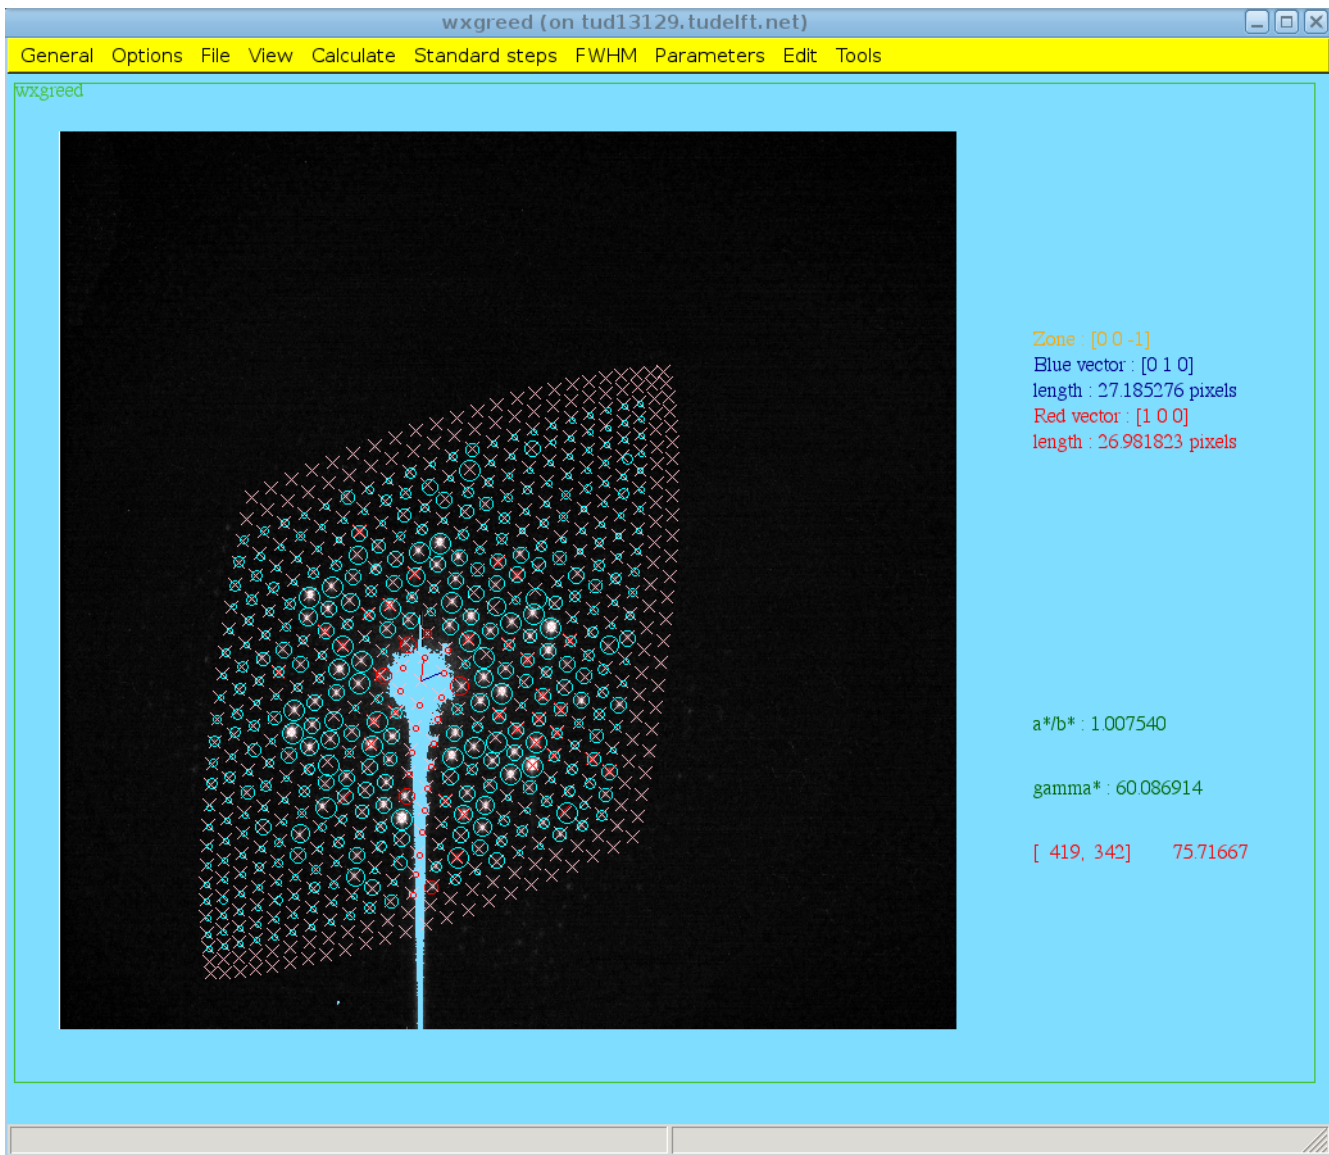 wxgreed (on tud13129.tudelft.net)
General Options File View Calculate Standard steps FWHM Parameters Edit Tools
wxgreed
Zone : [0 0 -1]
Blue vector : [0 1 0]
length : 27.185276 pixels
Red vector : [1 0 0]
length : 26.981823 pixels
a*/b* : 1.007540
gamma* : 60.086914
[ 419, 342] 75.71667